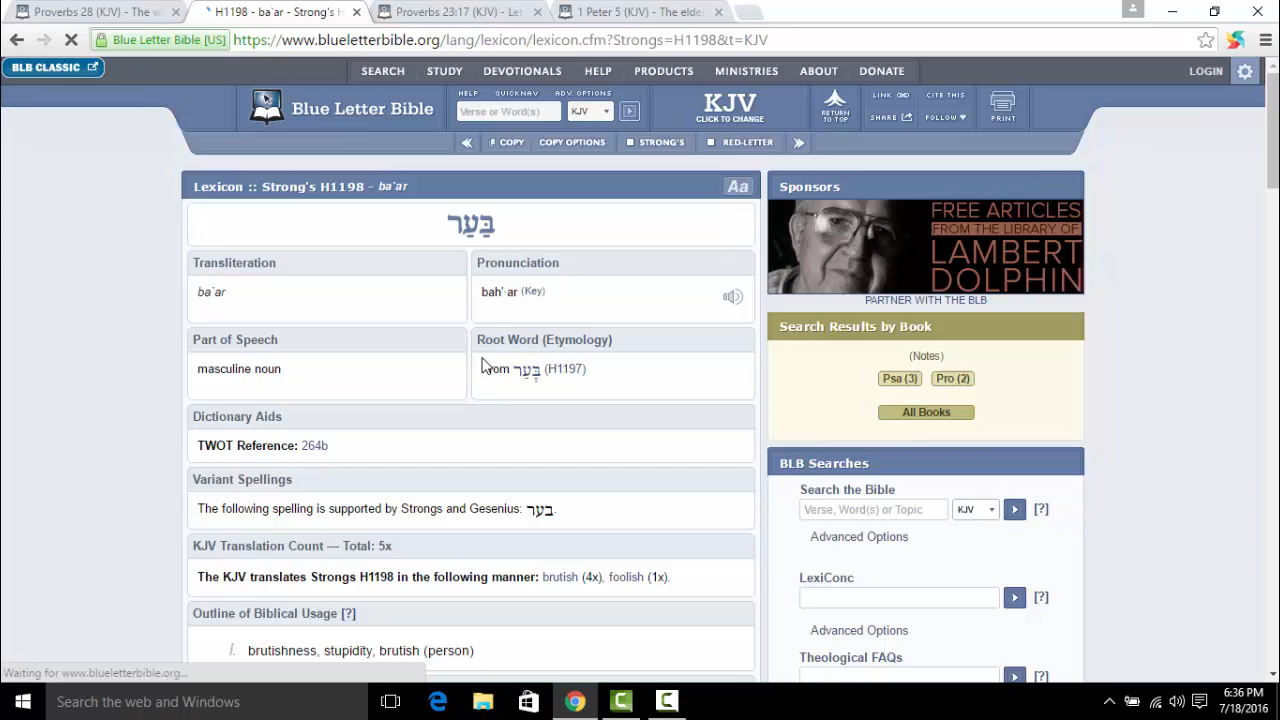 Proverbs 28 (KJV) - The w
H1198 - ba`ar - Strong's H
Proverbs 23:17 (KJV) - Let
1 Peter 5 (KJV) - The elde
Blue Letter Bible [US]
https://www.blueletterbible.org/lang/lexicon/lexicon.cfm?Strongs=H1198&t=KJV
BLB CLASSIC
SEARCH STUDY DEVOTIONALS HELP PRODUCTS MINISTRIES ABOUT DONATE
LOGIN
Blue Letter Bible
HELP QUICKNAV ADV. OPTIONS
Verse or Word(s) KJV
KJV
CLICK TO CHANGE
RETURN TO TOP
LINK CITE THIS
SHARE FOLLOW
PRINT
COPY COPY OPTIONS STRONG'S RED-LETTER
Lexicon :: Strong's H1198 - ba`ar
Aa
בַּעַר
Transliteration
ba`ar
Pronunciation
bah'·ar (Key)
Part of Speech
masculine noun
Root Word (Etymology)
rom בָּעַר (H1197)
Dictionary Aids
TWOT Reference: 264b
Variant Spellings
The following spelling is supported by Strongs and Gesenius: בער.
KJV Translation Count — Total: 5x
The KJV translates Strongs H1198 in the following manner: brutish (4x), foolish (1x).
Outline of Biblical Usage [?]
I. brutishness, stupidity, brutish (person)
Sponsors
FREE ARTICLES
FROM THE LIBRARY OF
LAMBERT
DOLPHIN
PARTNER WITH THE BLB
Search Results by Book
(Notes)
Psa (3) Pro (2)
All Books
BLB Searches
Search the Bible
Verse, Word(s) or Topic KJV [?]
Advanced Options
LexiConc
[?]
Advanced Options
Theological FAQs
[?]
Waiting for www.blueletterbible.org...
Search the web and Windows
6:36 PM
7/18/2016